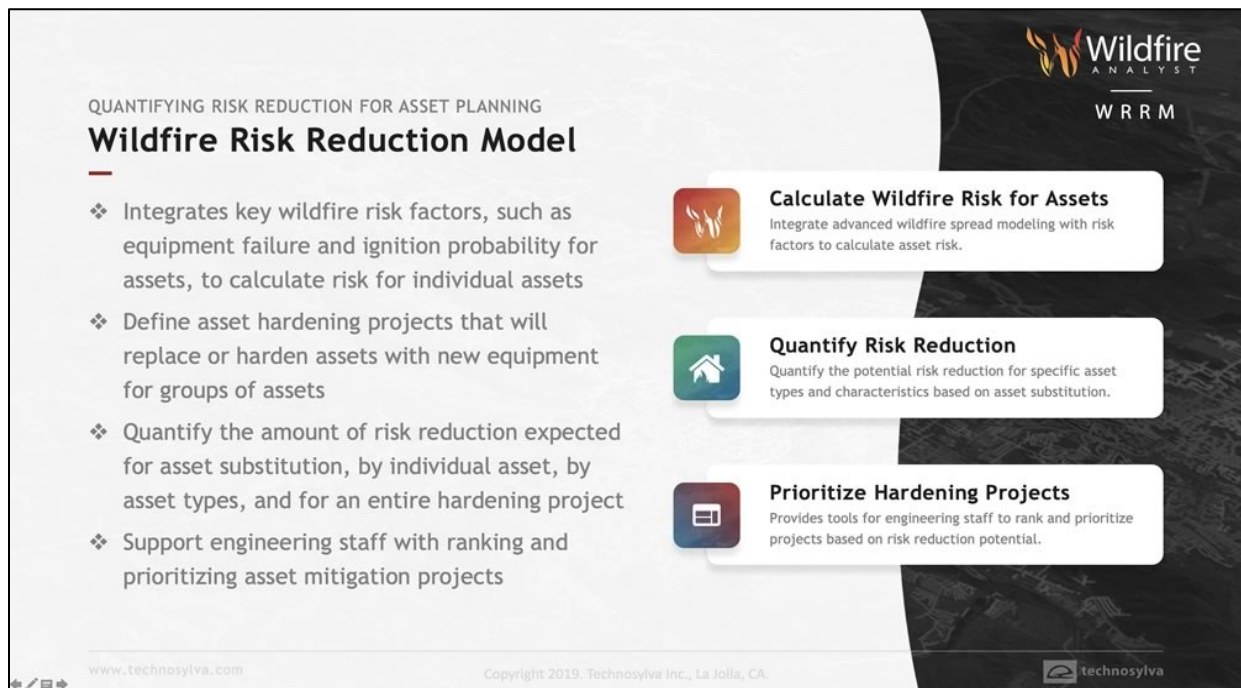 Wildfire
ANALYST
WRRM
QUANTIFYING RISK REDUCTION FOR ASSET PLANNING
Wildfire Risk Reduction Model
❖ Integrates key wildfire risk factors, such as
equipment failure and ignition probability for
assets, to calculate risk for individual assets
❖ Define asset hardening projects that will
replace or harden assets with new equipment
for groups of assets
❖ Quantify the amount of risk reduction expected
for asset substitution, by individual asset, by
asset types, and for an entire hardening project
❖ Support engineering staff with ranking and
prioritizing asset mitigation projects
Calculate Wildfire Risk for Assets
Integrate advanced wildfire spread modeling with risk
factors to calculate asset risk.
Quantify Risk Reduction
Quantify the potential risk reduction for specific asset
types and characteristics based on asset substitution.
Prioritize Hardening Projects
Provides tools for engineering staff to rank and prioritize
projects based on risk reduction potential.
www.technosylva.com
Copyright 2019. Technosylva Inc., La Jolla, CA.
technosylva